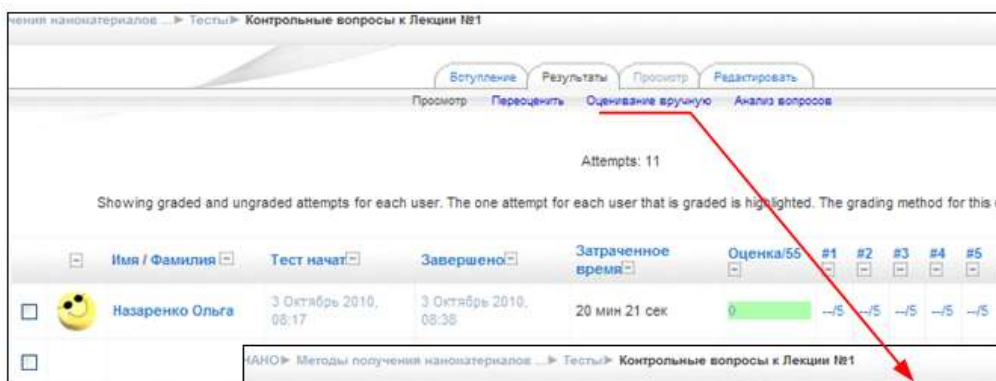 чения наноматериалов ...► Тесты► Контрольные вопросы к Лекции №1
Вступление Результаты Просмотр Редактировать
Просмотр Переоценить Оценивание вручную Анализ вопросов
Attempts: 11
Showing graded and ungraded attempts for each user. The one attempt for each user that is graded is highlighted. The grading method for this
Имя / Фамилия Тест начат Завершено Затраченное время Оценка/55 #1 #2 #3 #4 #5
Назаренко Ольга 3 Октябрь 2010, 08:17 3 Октябрь 2010, 08:38 20 мин 21 сек 0 --/5 --/5 --/5 --/5 --/5
НАНО► Методы получения наноматериалов ...► Тесты► Контрольные вопросы к Лекции №1